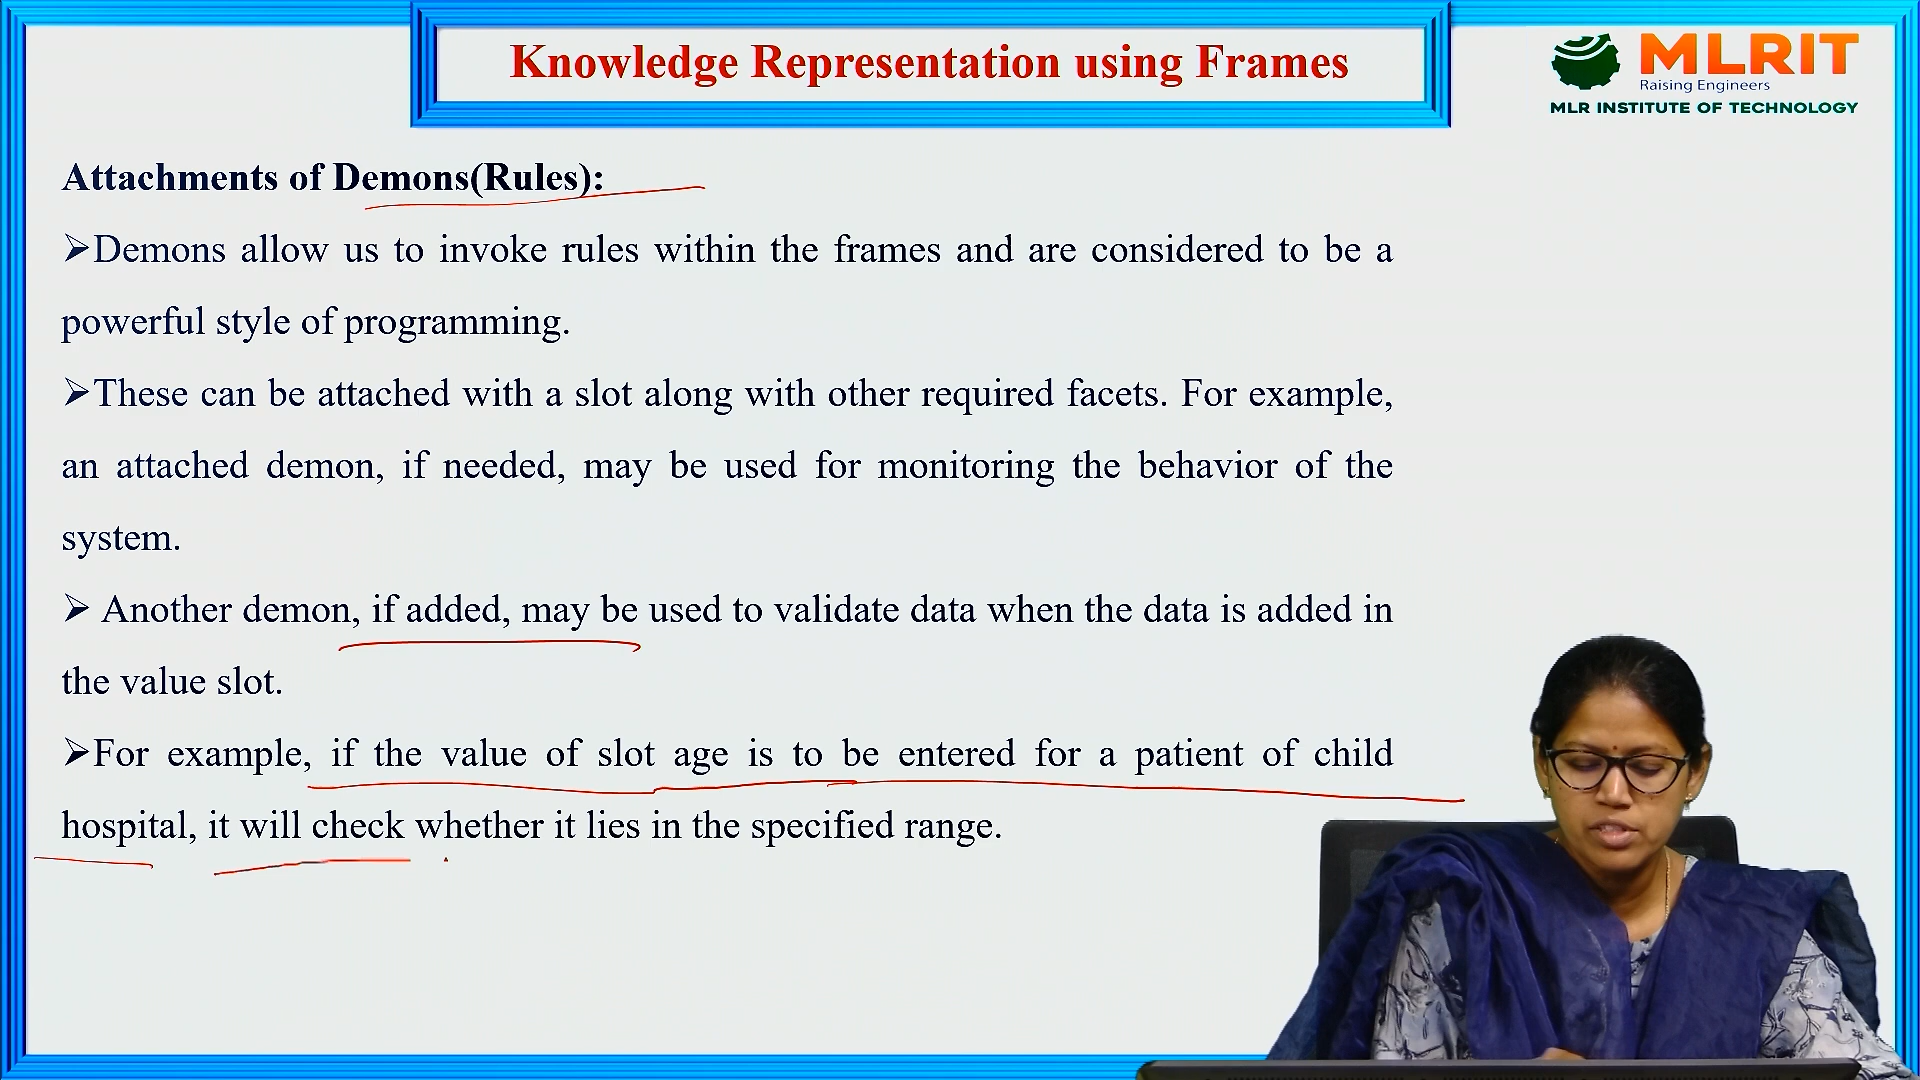 Knowledge Representation using Frames
MLRIT
Raising Engineers
MLR INSTITUTE OF TECHNOLOGY
Attachments of Demons(Rules):
➢Demons allow us to invoke rules within the frames and are considered to be a
powerful style of programming.
➢These can be attached with a slot along with other required facets. For example,
an attached demon, if needed, may be used for monitoring the behavior of the
system.
➢ Another demon, if added, may be used to validate data when the data is added in
the value slot.
➢For example, if the value of slot age is to be entered for a patient of child
hospital, it will check whether it lies in the specified range.